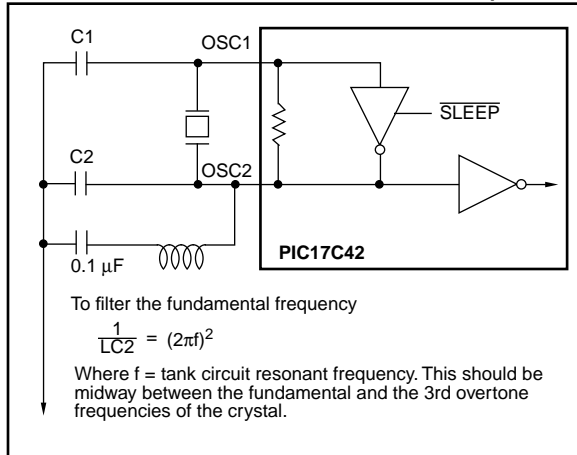 C1
OSC1
SLEEP
C2
OSC2
0.1 μF
PIC17C42
To filter the fundamental frequency
1/LC2 = (2πf)²
Where f = tank circuit resonant frequency. This should be
midway between the fundamental and the 3rd overtone
frequencies of the crystal.